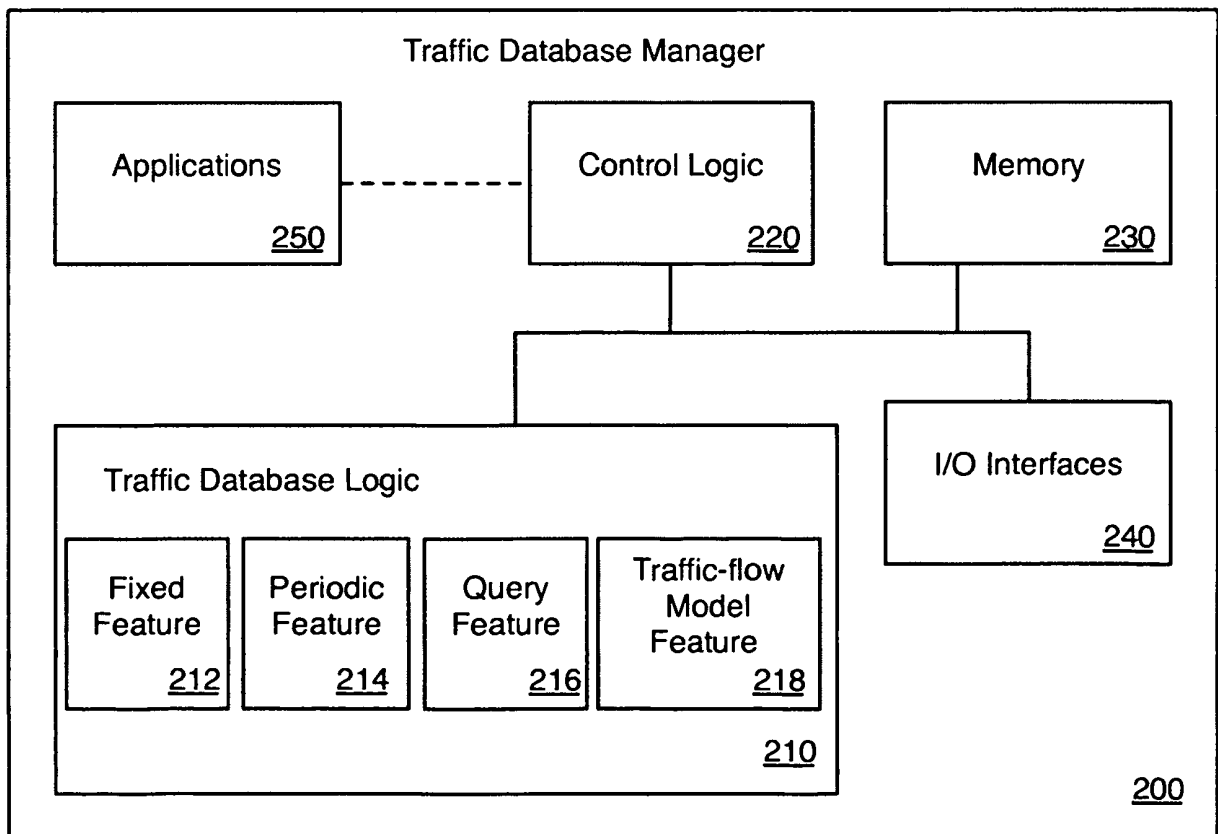 Traffic Database Manager
Applications
250
Control Logic
220
Memory
230
I/O Interfaces
240
Traffic Database Logic
Fixed
Feature
212
Periodic
Feature
214
Query
Feature
216
Traffic-flow
Model
Feature
218
210
200